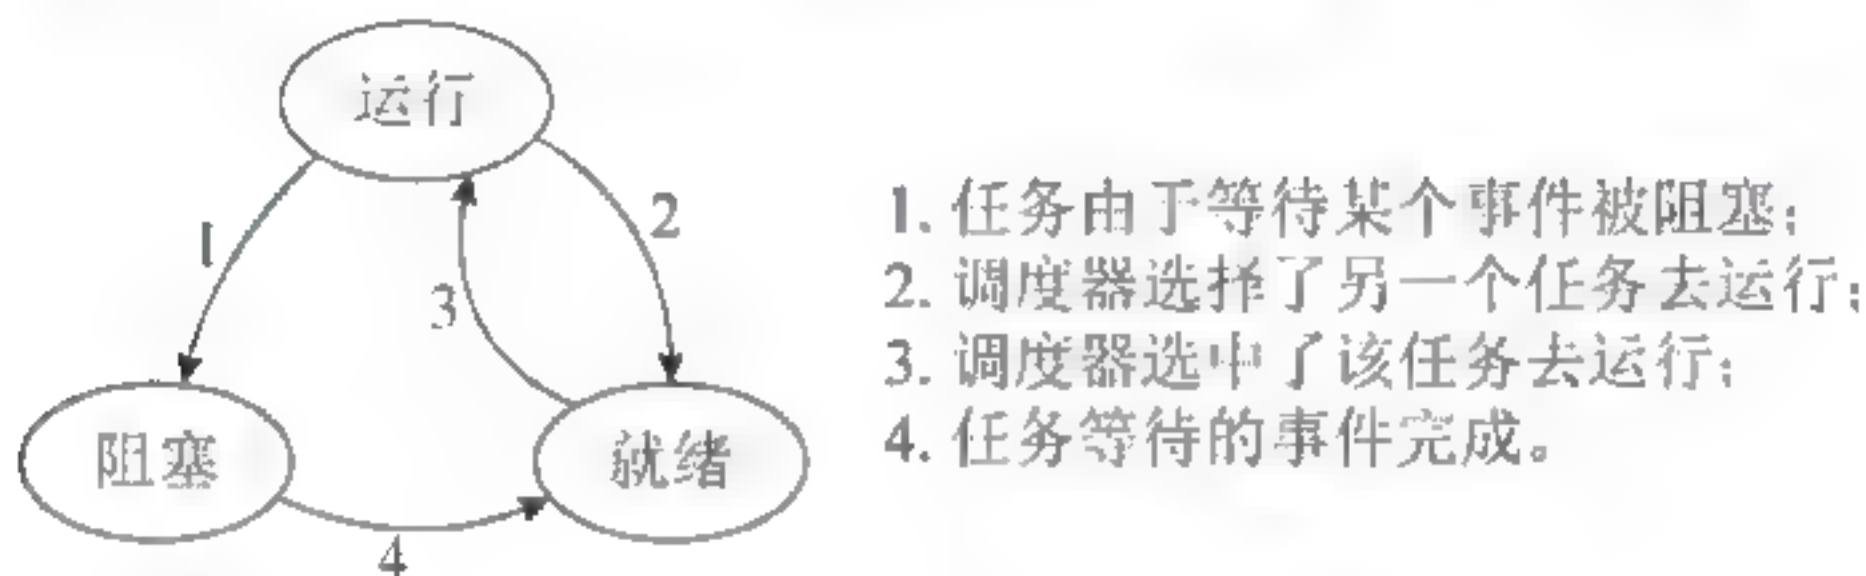 运行
1
2
3
阻塞
就绪
4
1. 任务由于等待某个事件被阻塞；
2. 调度器选择了另一个任务去运行；
3. 调度器选中了该任务去运行；
4. 任务等待的事件完成。